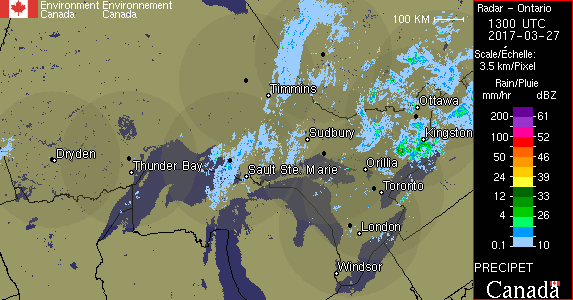 Environment Environnement
Canada Canada
100 KM
Timmins
Ottawa
Sudbury
Kingston
Dryden
Thunder Bay
Sault Ste. Marie
Orillia
Toronto
London
Windsor
Radar - Ontario
1300 UTC
2017-03-27
Scale/Échelle:
3.5 km/Pixel
Rain/Pluie
mm/hr dBZ
200 61
100 52
50 46
24 39
12 33
4 26
0.1 10
PRECIPET
Canada